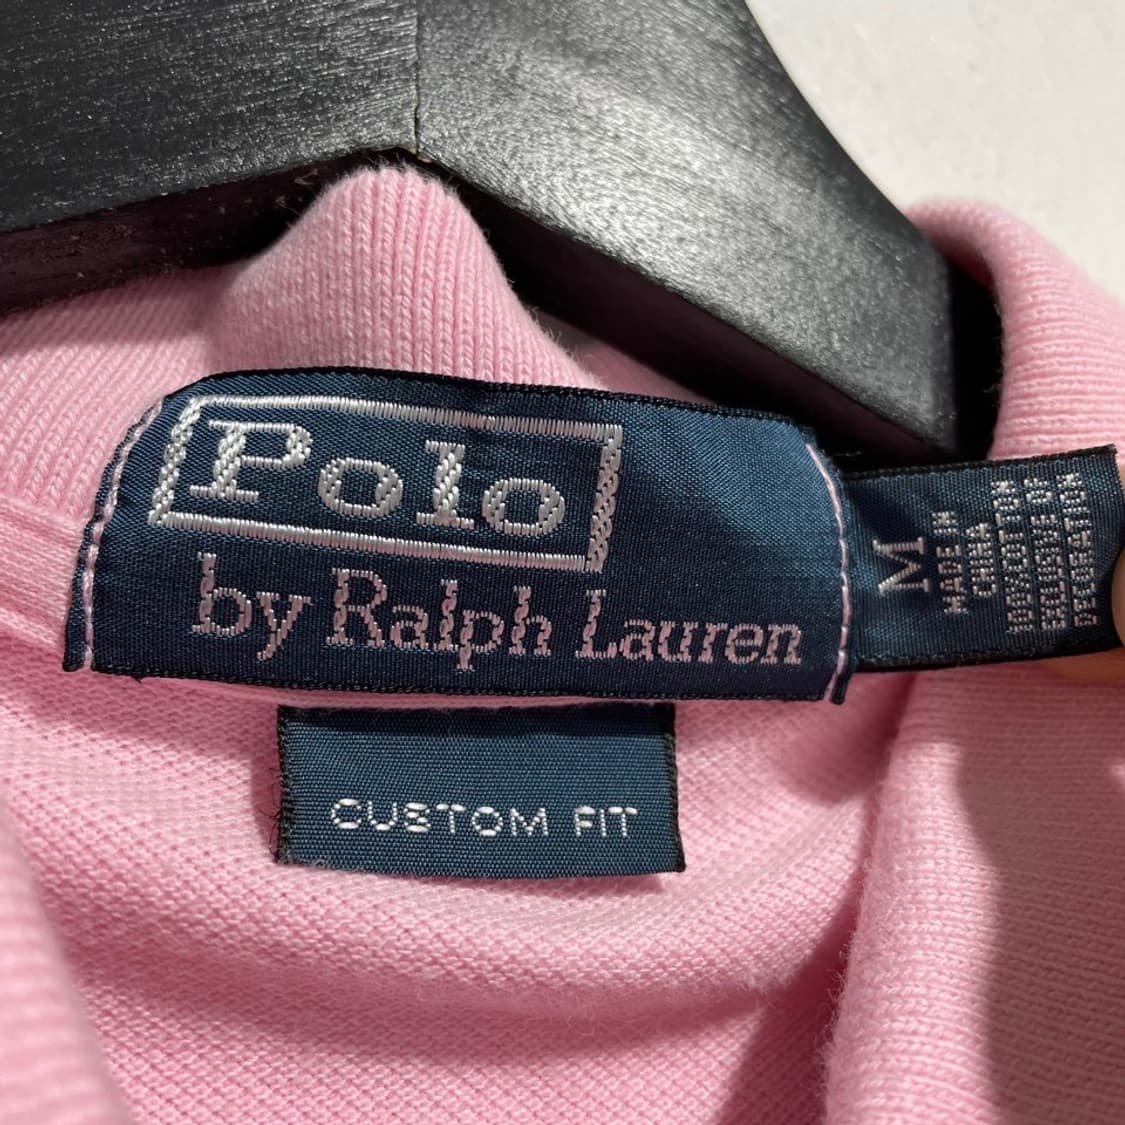 Polo
by Ralph Lauren
M
MADE IN
CHINA
100% COTTON
EXCLUSIVE OF
DECORATION
CUSTOM FIT